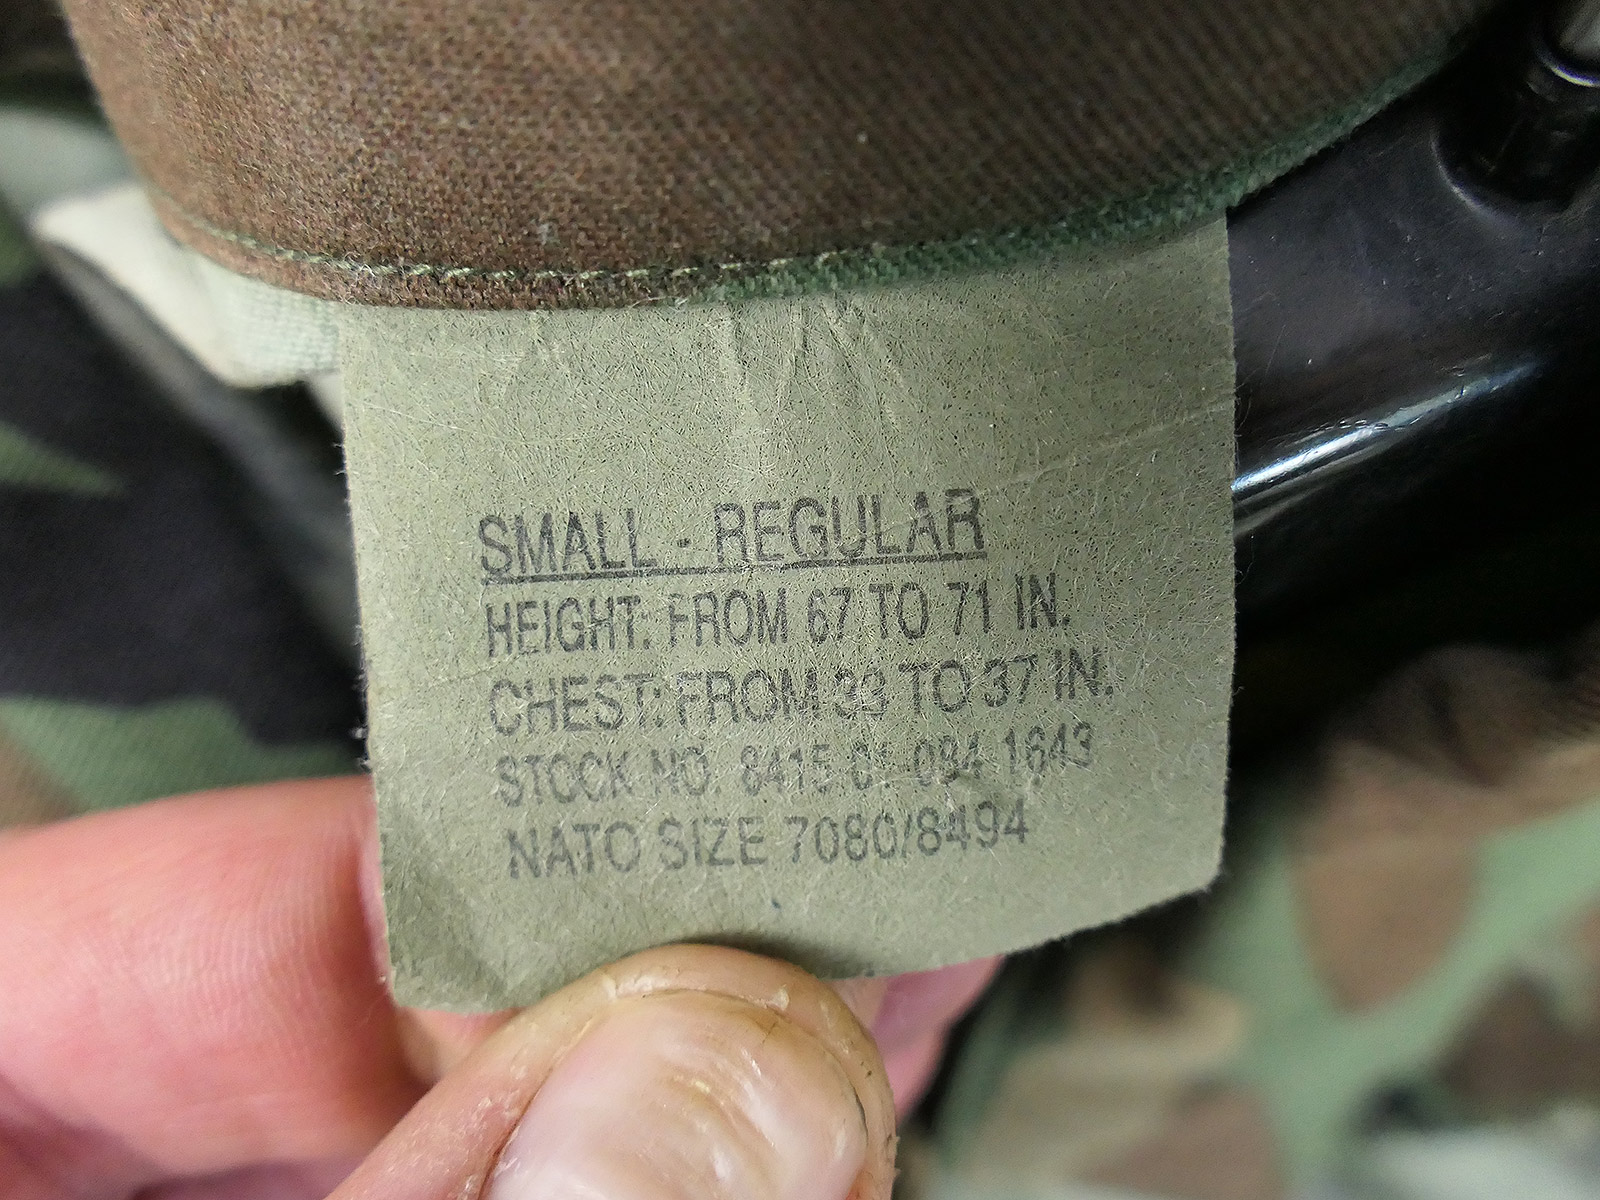 SMALL - REGULAR
HEIGHT: FROM 67 TO 71 IN.
CHEST: FROM 33 TO 37 IN.
STOCK NO. 8415 01 084 1643
NATO SIZE 7080/8494